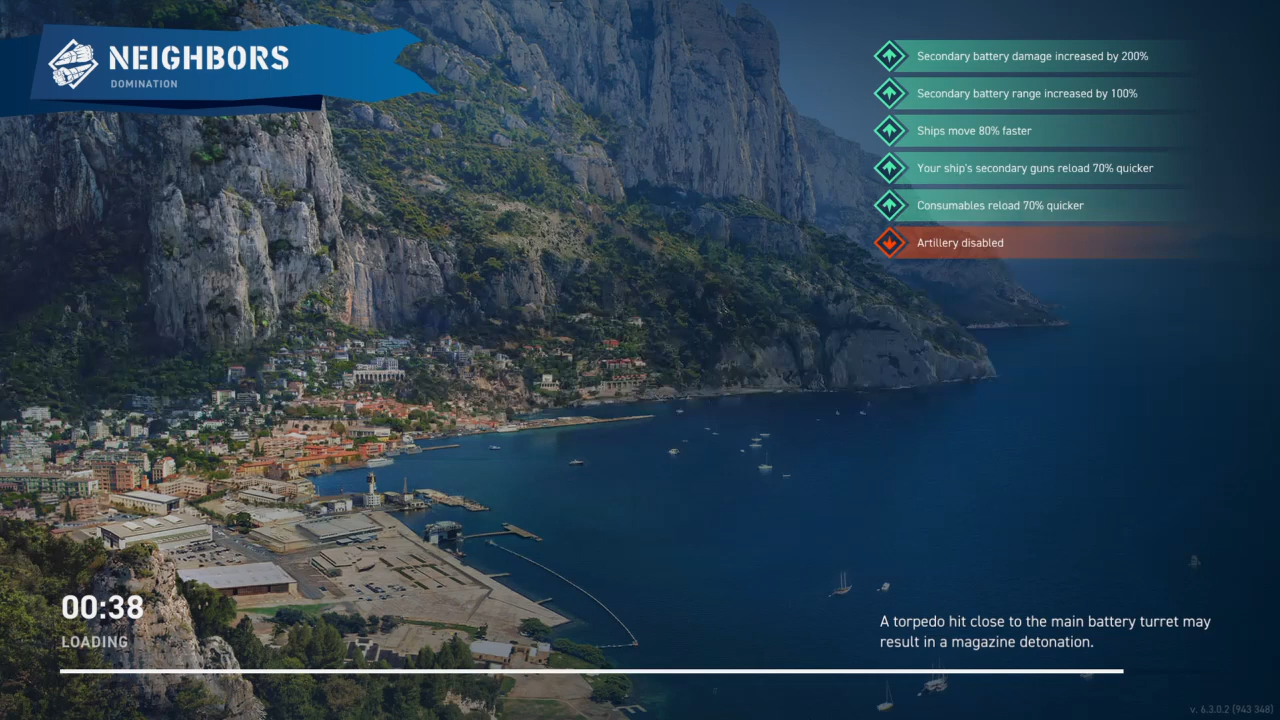 NEIGHBORS
DOMINATION
Secondary battery damage increased by 200%
Secondary battery range increased by 100%
Ships move 80% faster
Your ship's secondary guns reload 70% quicker
Consumables reload 70% quicker
Artillery disabled
00:38
LOADING
A torpedo hit close to the main battery turret may
result in a magazine detonation.
v. 6.3.0.2 (943 348)